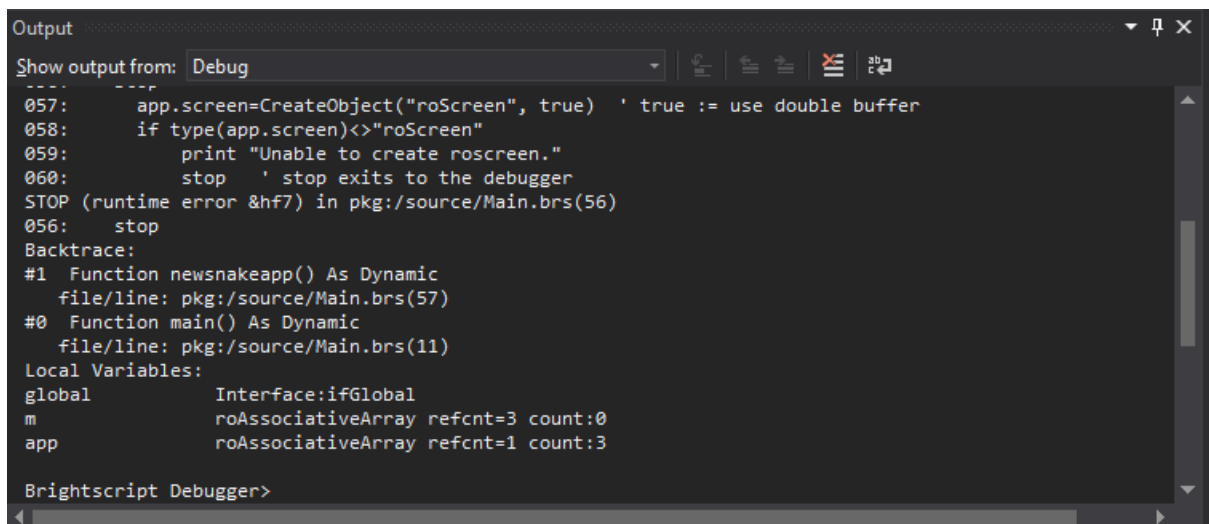 Output
Show output from: Debug
057:       app.screen=CreateObject("roScreen", true)  ' true := use double buffer
058:       if type(app.screen)<>"roScreen"
059:           print "Unable to create roscreen."
060:           stop   ' stop exits to the debugger
STOP (runtime error &hf7) in pkg:/source/Main.brs(56)
056:    stop
Backtrace:
#1  Function newsnakeapp() As Dynamic
   file/line: pkg:/source/Main.brs(57)
#0  Function main() As Dynamic
   file/line: pkg:/source/Main.brs(11)
Local Variables:
global           Interface:ifGlobal
m                roAssociativeArray refcnt=3 count:0
app              roAssociativeArray refcnt=1 count:3
Brightscript Debugger>